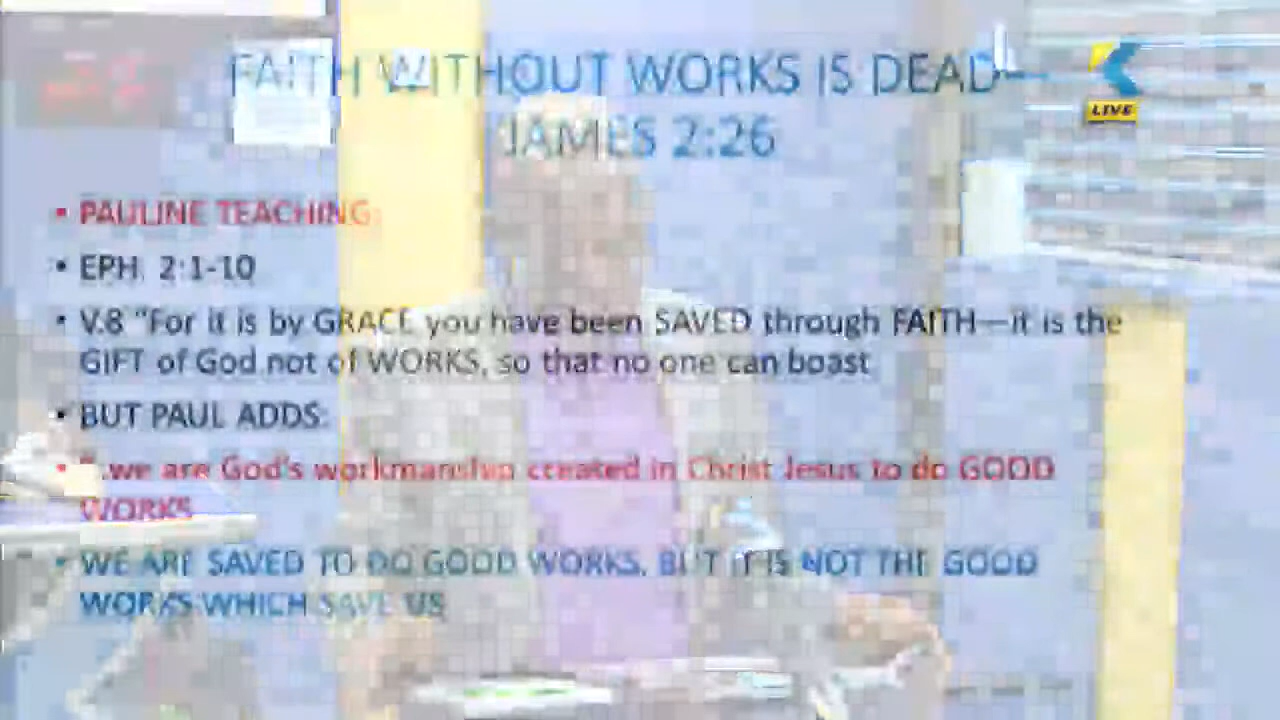 FAITH WITHOUT WORKS IS DEAD-
JAMES 2:26
LIVE
• PAULINE TEACHING:
• EPH. 2:1-10
• V.8 "For it is by GRACE you have been SAVED through FAITH—it is the
GIFT of God not of WORKS, so that no one can boast
• BUT PAUL ADDS:
• "..we are God's workmanship created in Christ Jesus to do GOOD
WORKS
• WE ARE SAVED TO DO GOOD WORKS, BUT IT IS NOT THE GOOD
WORKS WHICH SAVE US